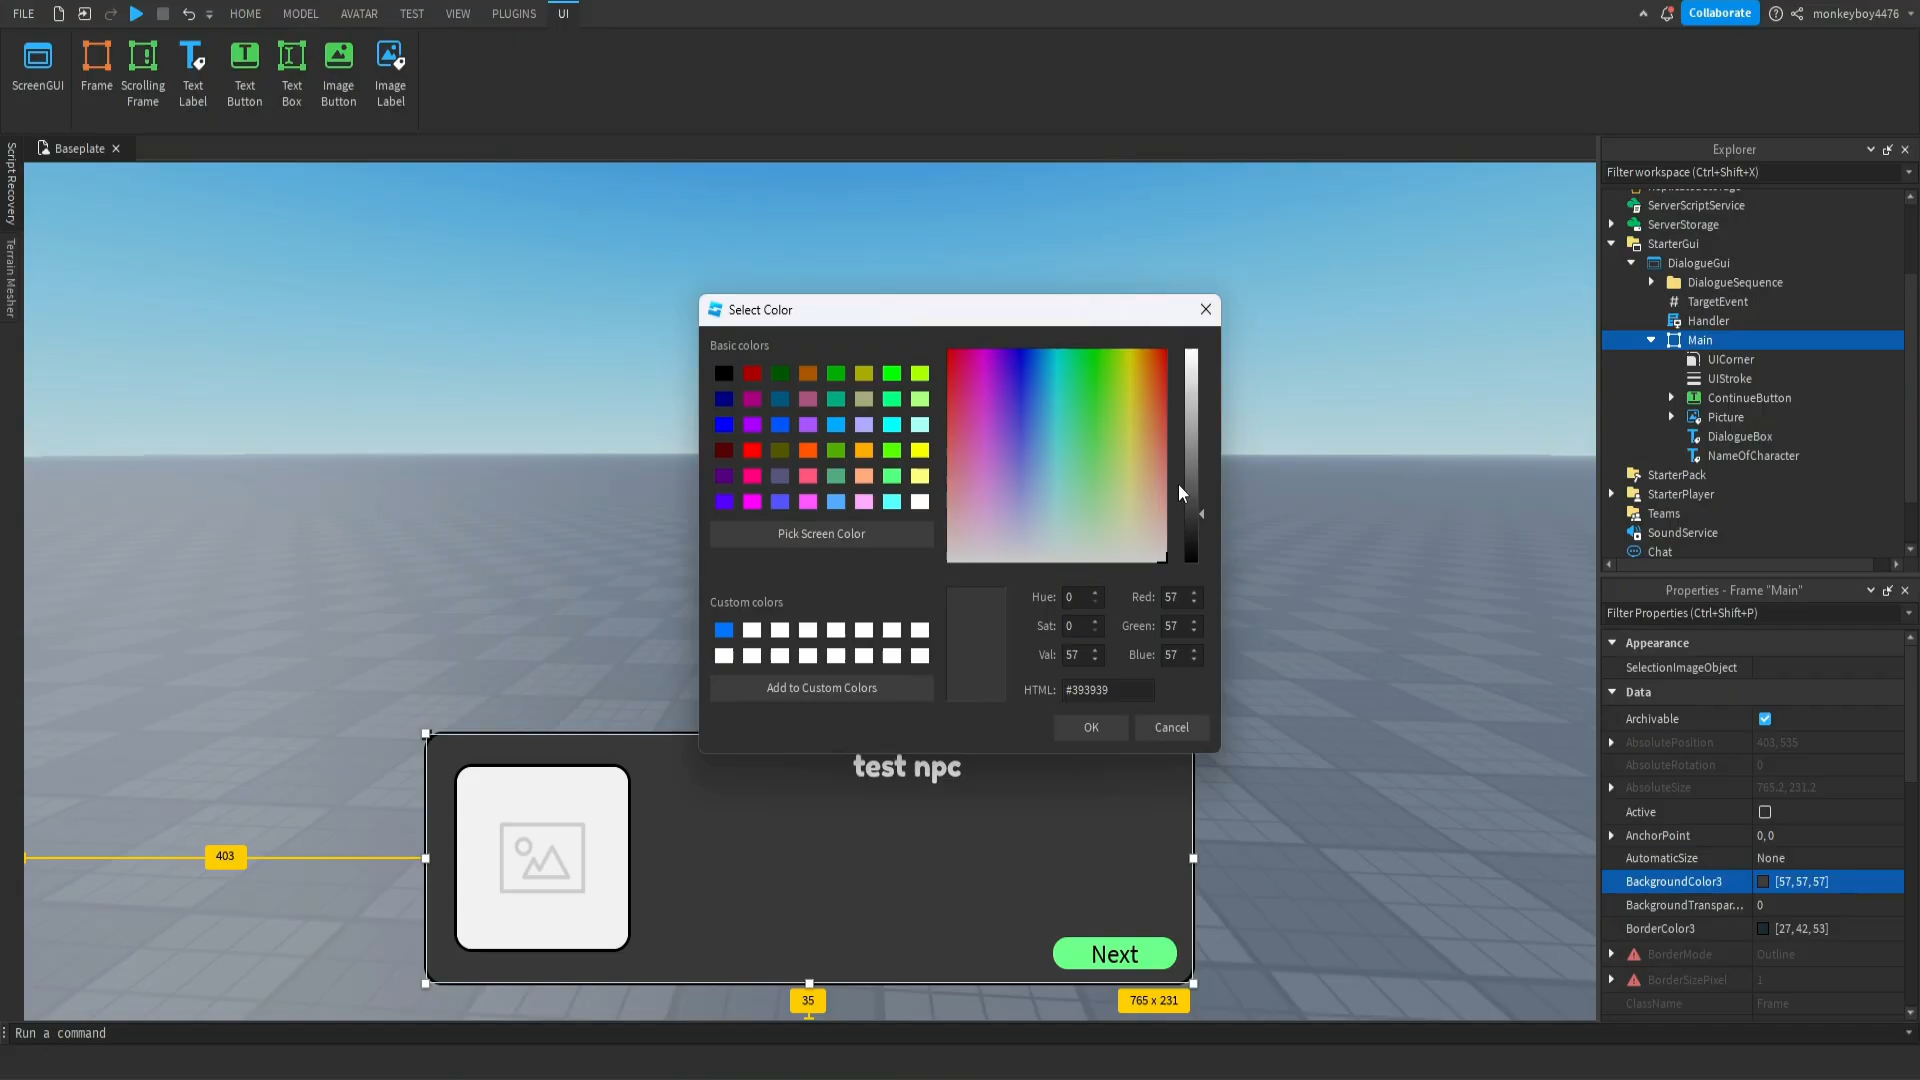 FILE
HOME
MODEL
AVATAR
TEST
VIEW
PLUGINS
UI
Collaborate
monkeyboy4476
ScreenGUI
Frame
Scrolling
Frame
Text
Label
Text
Button
Text
Box
Image
Button
Image
Label
Script Recovery
Terrain Mesher
Baseplate
Explorer
Filter workspace (Ctrl+Shift+X)
ReplicatedStorage
ServerScriptService
ServerStorage
StarterGui
DialogueGui
DialogueSequence
TargetEvent
Handler
Main
UICorner
UIStroke
ContinueButton
Picture
DialogueBox
NameOfCharacter
StarterPack
StarterPlayer
Teams
SoundService
Chat
Select Color
Basic colors
Pick Screen Color
Custom colors
Add to Custom Colors
Hue: 0
Red: 57
Sat: 0
Green: 57
Val: 57
Blue: 57
HTML: #393939
OK
Cancel
test npc
Next
403
35
765 x 231
Properties - Frame "Main"
Filter Properties (Ctrl+Shift+P)
Appearance
SelectionImageObject
Data
Archivable
AbsolutePosition 403, 535
AbsoluteRotation 0
AbsoluteSize 765.2, 231.2
Active
AnchorPoint 0, 0
AutomaticSize None
BackgroundColor3 [57, 57, 57]
BackgroundTranspar... 0
BorderColor3 [27, 42, 53]
BorderMode Outline
BorderSizePixel 1
ClassName Frame
Run a command